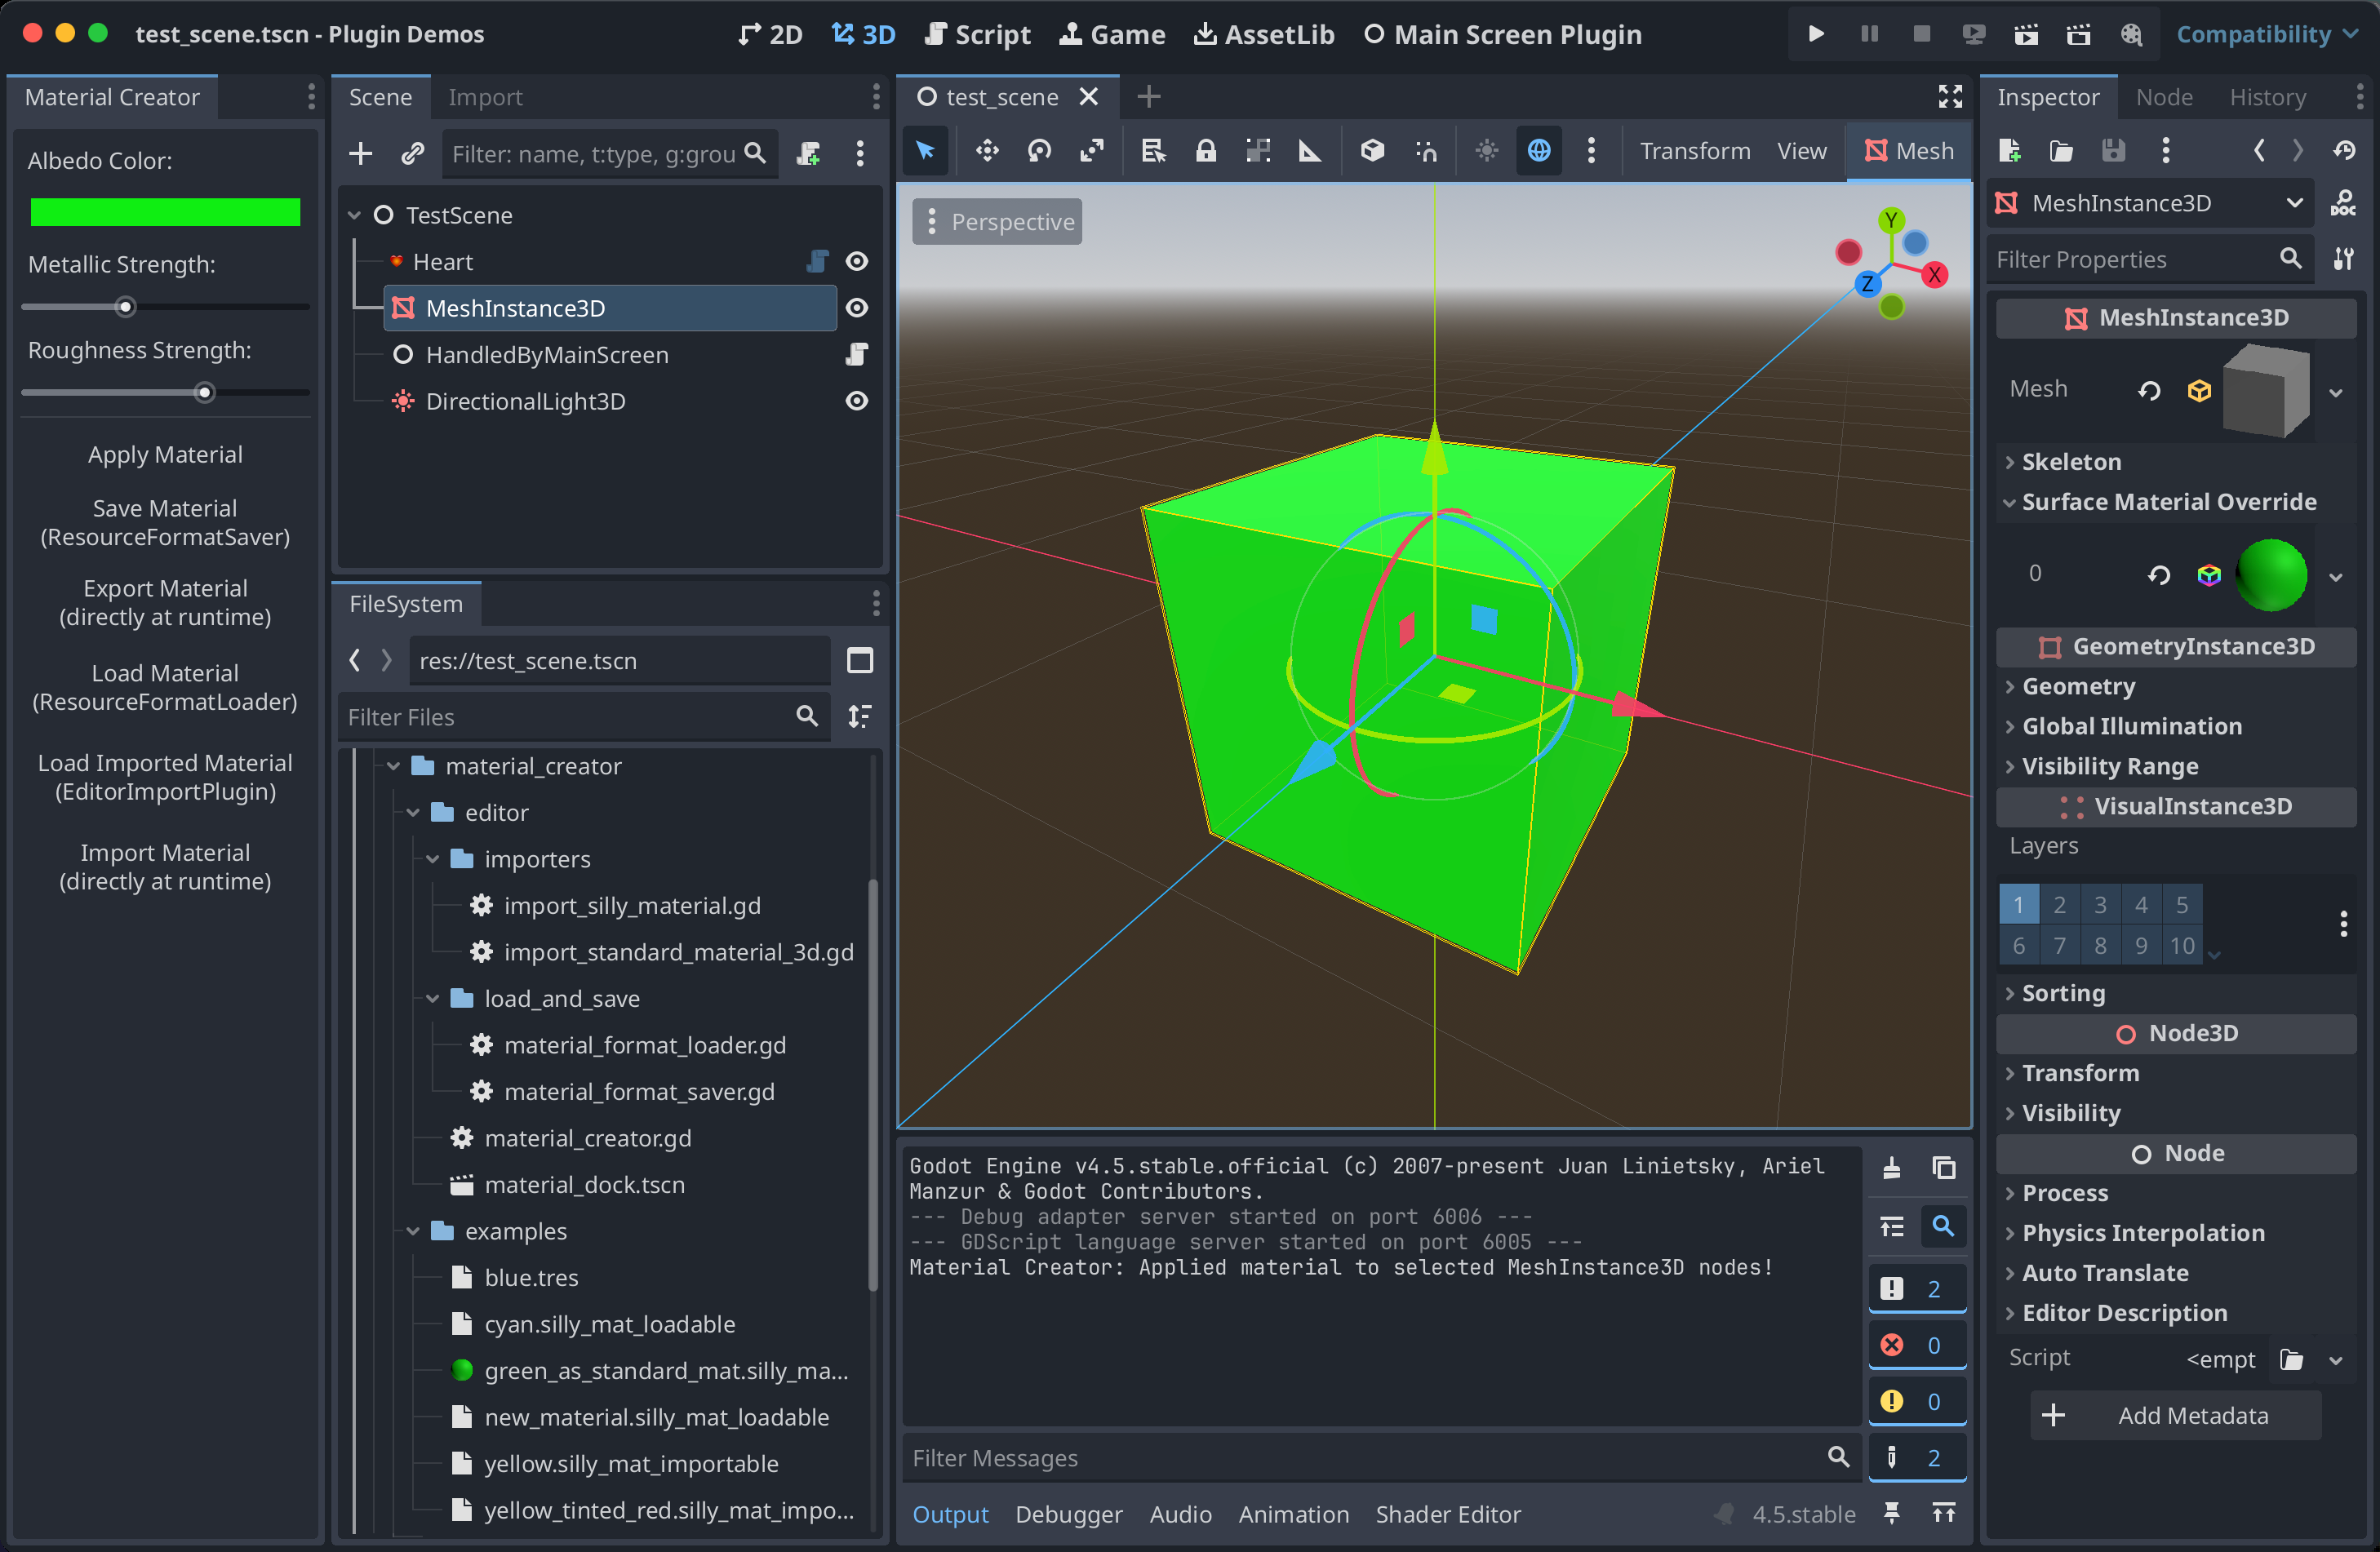 test_scene.tscn - Plugin Demos
2D
3D
Script
Game
AssetLib
Main Screen Plugin
Compatibility
Material Creator
Albedo Color:
Metallic Strength:
Roughness Strength:
Apply Material
Save Material
(ResourceFormatSaver)
Export Material
(directly at runtime)
Load Material
(ResourceFormatLoader)
Load Imported Material
(EditorImportPlugin)
Import Material
(directly at runtime)
Scene
Import
Filter: name, t:type, g:grou
TestScene
Heart
MeshInstance3D
HandledByMainScreen
DirectionalLight3D
FileSystem
res://test_scene.tscn
Filter Files
material_creator
editor
importers
import_silly_material.gd
import_standard_material_3d.gd
load_and_save
material_format_loader.gd
material_format_saver.gd
material_creator.gd
material_dock.tscn
examples
blue.tres
cyan.silly_mat_loadable
green_as_standard_mat.silly_ma...
new_material.silly_mat_loadable
yellow.silly_mat_importable
yellow_tinted_red.silly_mat_impo...
test_scene
Transform
View
Mesh
Perspective
Y
X
Z
Godot Engine v4.5.stable.official (c) 2007-present Juan Linietsky, Ariel
Manzur & Godot Contributors.
--- Debug adapter server started on port 6006 ---
--- GDScript language server started on port 6005 ---
Material Creator: Applied material to selected MeshInstance3D nodes!
2
0
0
2
Filter Messages
Output
Debugger
Audio
Animation
Shader Editor
4.5.stable
Inspector
Node
History
MeshInstance3D
DOC
Filter Properties
MeshInstance3D
Mesh
Skeleton
Surface Material Override
0
GeometryInstance3D
Geometry
Global Illumination
Visibility Range
VisualInstance3D
Layers
1 2 3 4 5
6 7 8 9 10
Sorting
Node3D
Transform
Visibility
Node
Process
Physics Interpolation
Auto Translate
Editor Description
Script
<empt
Add Metadata